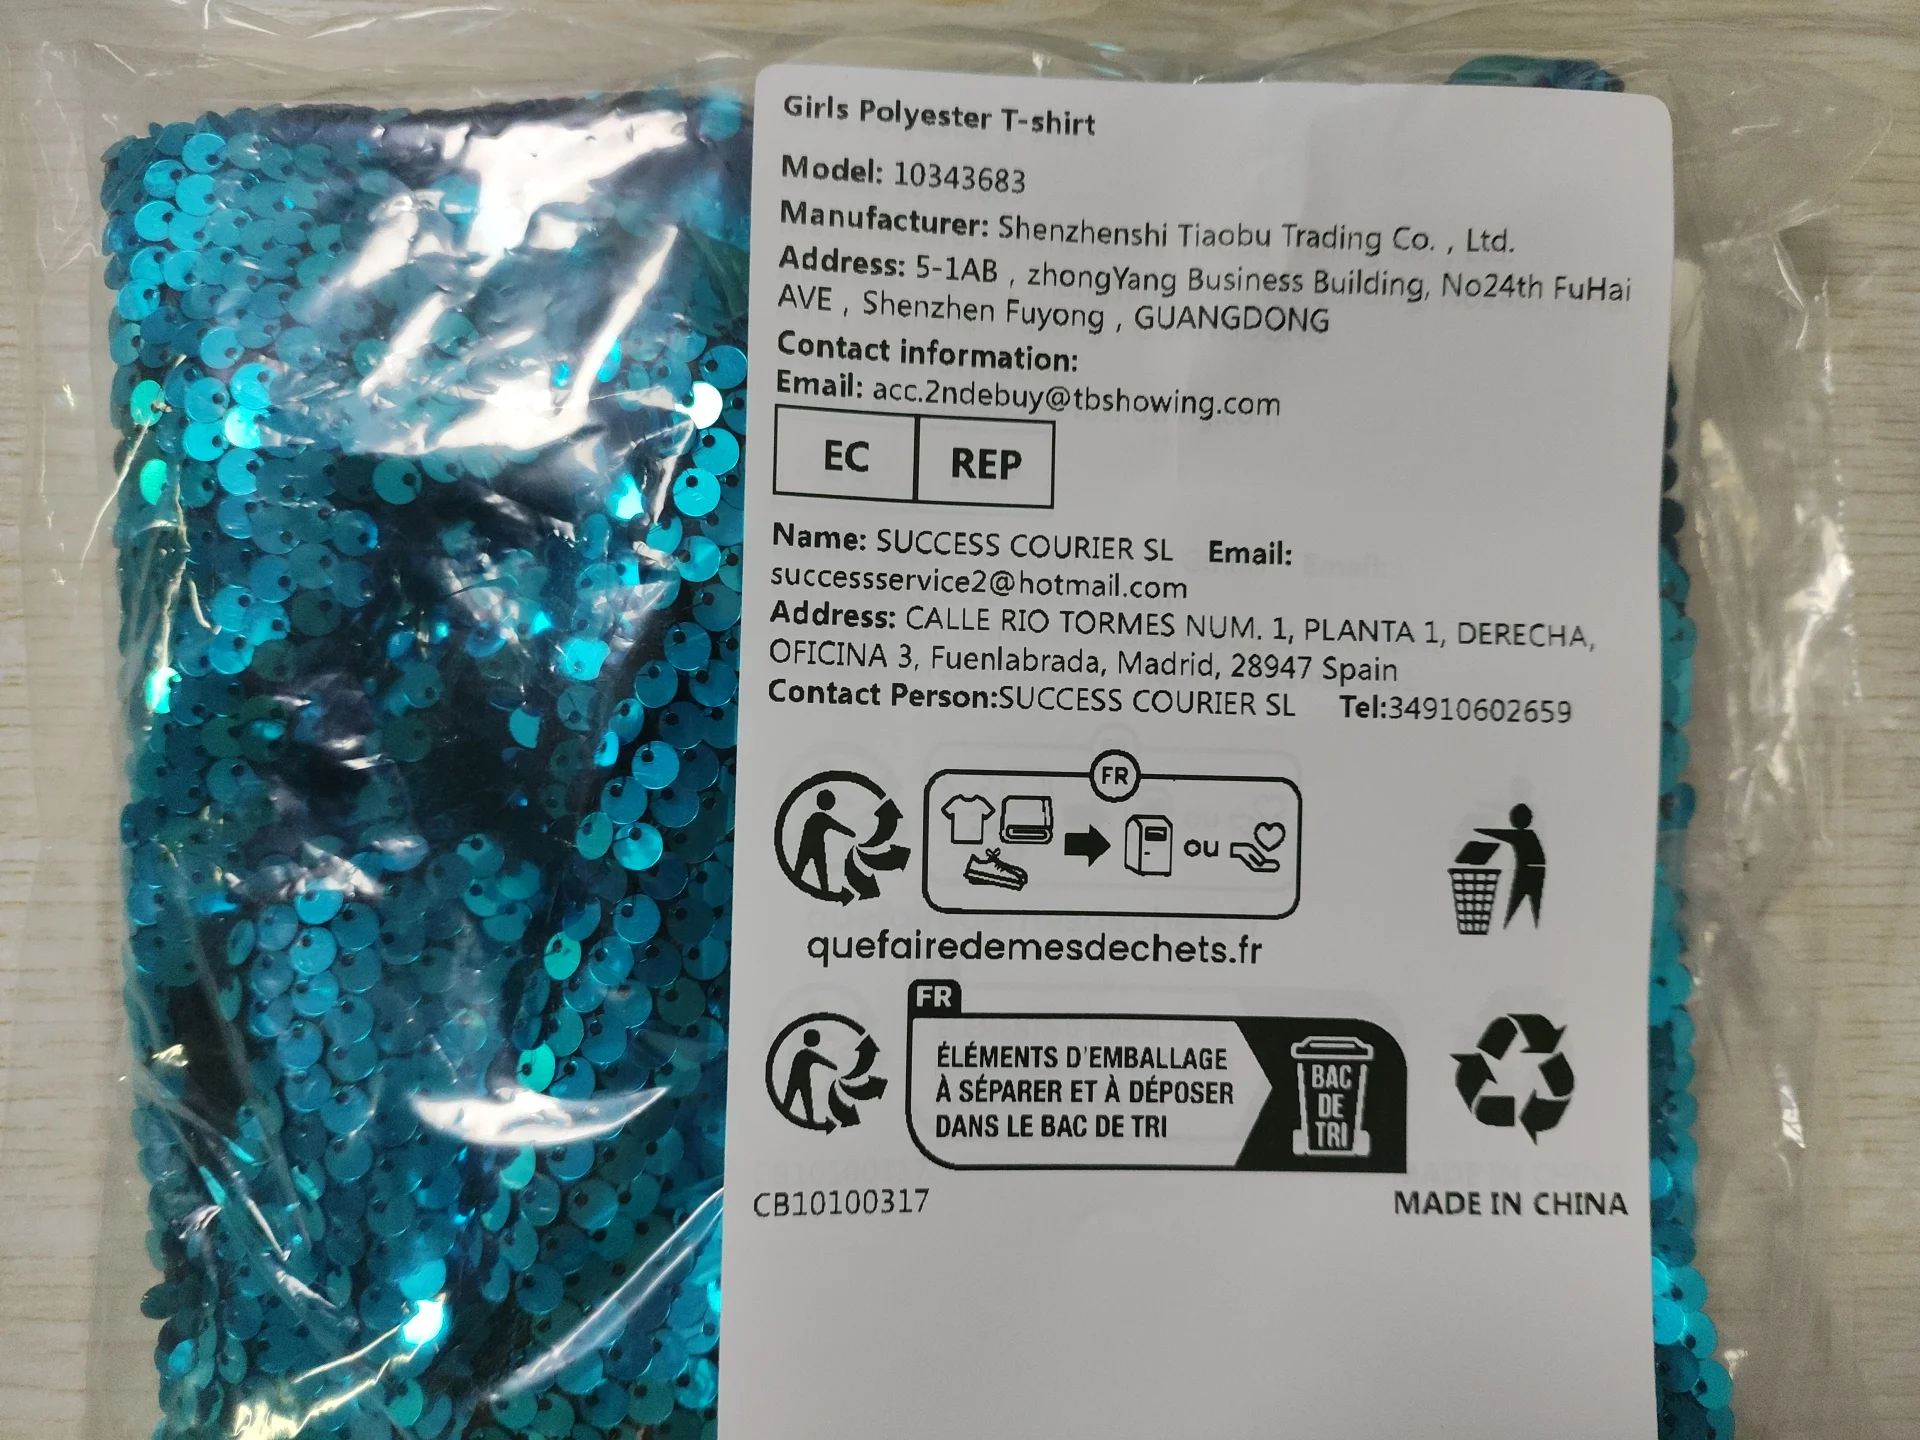 Girls Polyester T-shirt
Model: 10343683
Manufacturer: Shenzhenshi Tiaobu Trading Co. , Ltd.
Address: 5-1AB , zhongYang Business Building, No24th FuHai
AVE , Shenzhen Fuyong , GUANGDONG
Contact information:
Email: acc.2ndebuy@tbshowing.com
EC REP
Name: SUCCESS COURIER SL Email:
successservice2@hotmail.com
Address: CALLE RIO TORMES NUM. 1, PLANTA 1, DERECHA,
OFICINA 3, Fuenlabrada, Madrid, 28947 Spain
Contact Person:SUCCESS COURIER SL Tel:34910602659
FR
ou
quefairedemesdechets.fr
FR
ÉLÉMENTS D'EMBALLAGE
À SÉPARER ET À DÉPOSER
DANS LE BAC DE TRI
BAC
DE
TRI
CB10100317 MADE IN CHINA